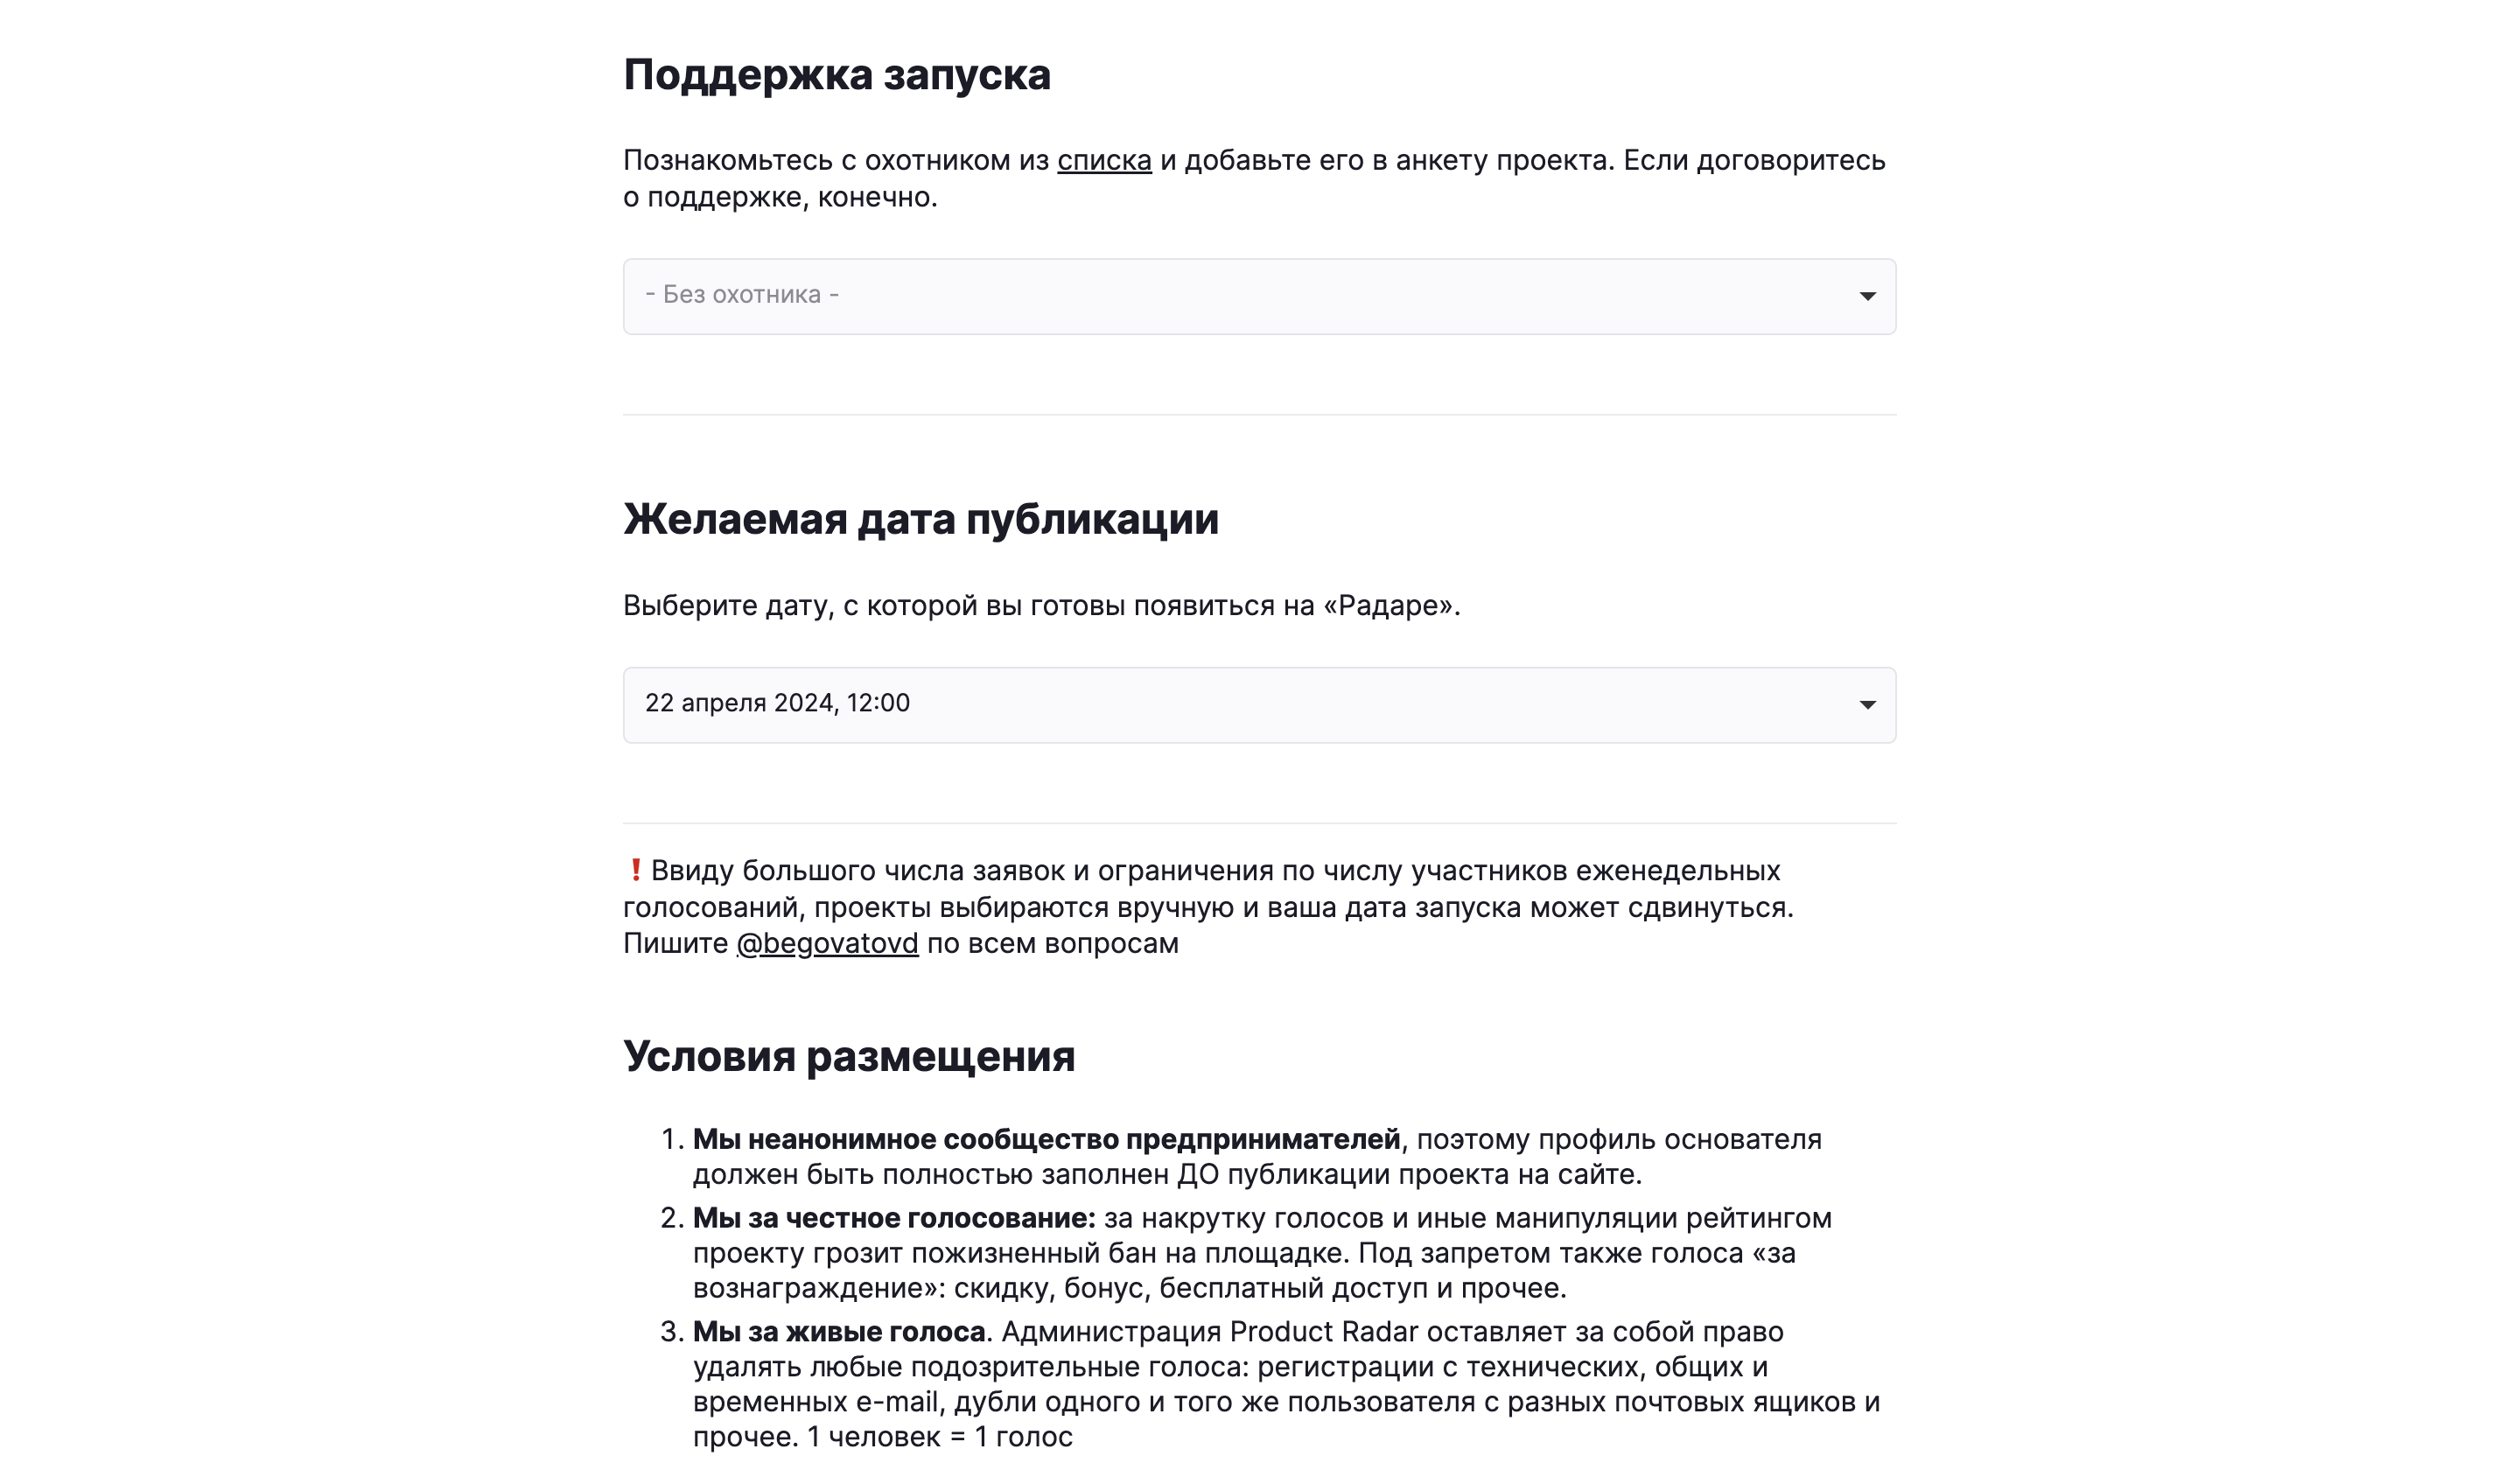 Поддержка запуска
Познакомьтесь с охотником из списка и добавьте его в анкету проекта. Если договоритесь
о поддержке, конечно.
- Без охотника -
Желаемая дата публикации
Выберите дату, с которой вы готовы появиться на «Радаре».
22 апреля 2024, 12:00
❗Ввиду большого числа заявок и ограничения по числу участников еженедельных
голосований, проекты выбираются вручную и ваша дата запуска может сдвинуться.
Пишите @begovatovd по всем вопросам
Условия размещения
1. Мы неанонимное сообщество предпринимателей, поэтому профиль основателя
должен быть полностью заполнен ДО публикации проекта на сайте.
2. Мы за честное голосование: за накрутку голосов и иные манипуляции рейтингом
проекту грозит пожизненный бан на площадке. Под запретом также голоса «за
вознаграждение»: скидку, бонус, бесплатный доступ и прочее.
3. Мы за живые голоса. Администрация Product Radar оставляет за собой право
удалять любые подозрительные голоса: регистрации с технических, общих и
временных e-mail, дубли одного и того же пользователя с разных почтовых ящиков и
прочее. 1 человек = 1 голос